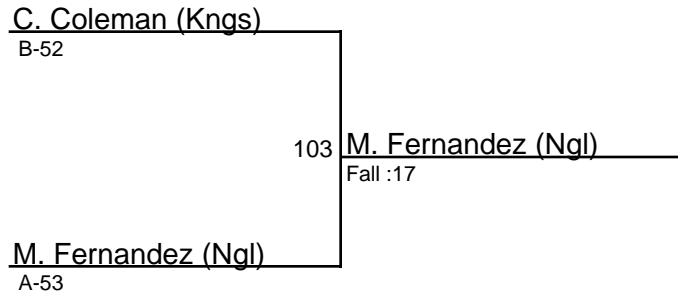 C. Coleman (Kngs)
B-52
103
M. Fernandez (Ngl)
Fall :17
M. Fernandez (Ngl)
A-53